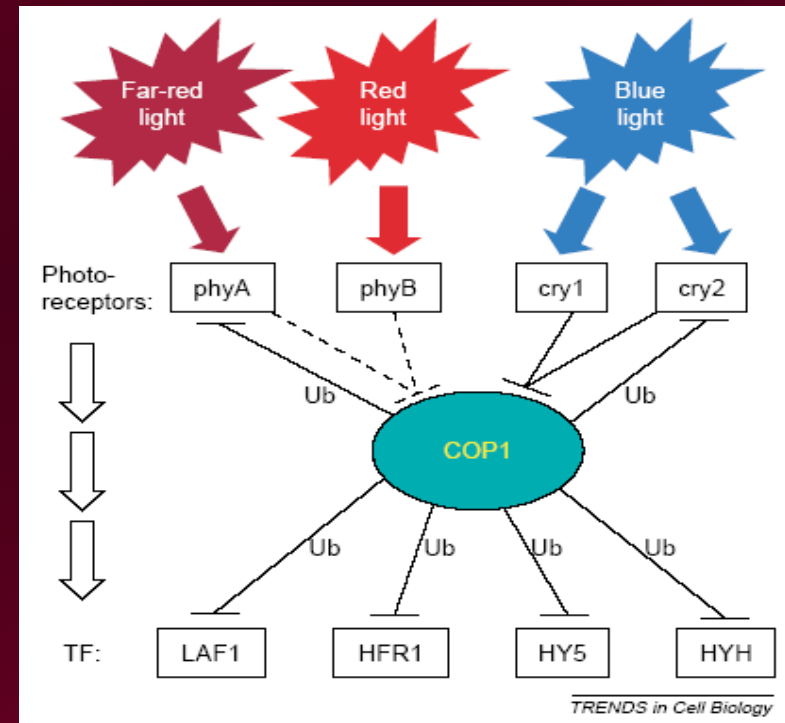 Far-red
light
Red
light
Blue
light
Photo-
receptors:
phyA
phyB
cry1
cry2
Ub
Ub
COP1
Ub
Ub
Ub
Ub
TF:
LAF1
HFR1
HY5
HYH
TRENDS in Cell Biology